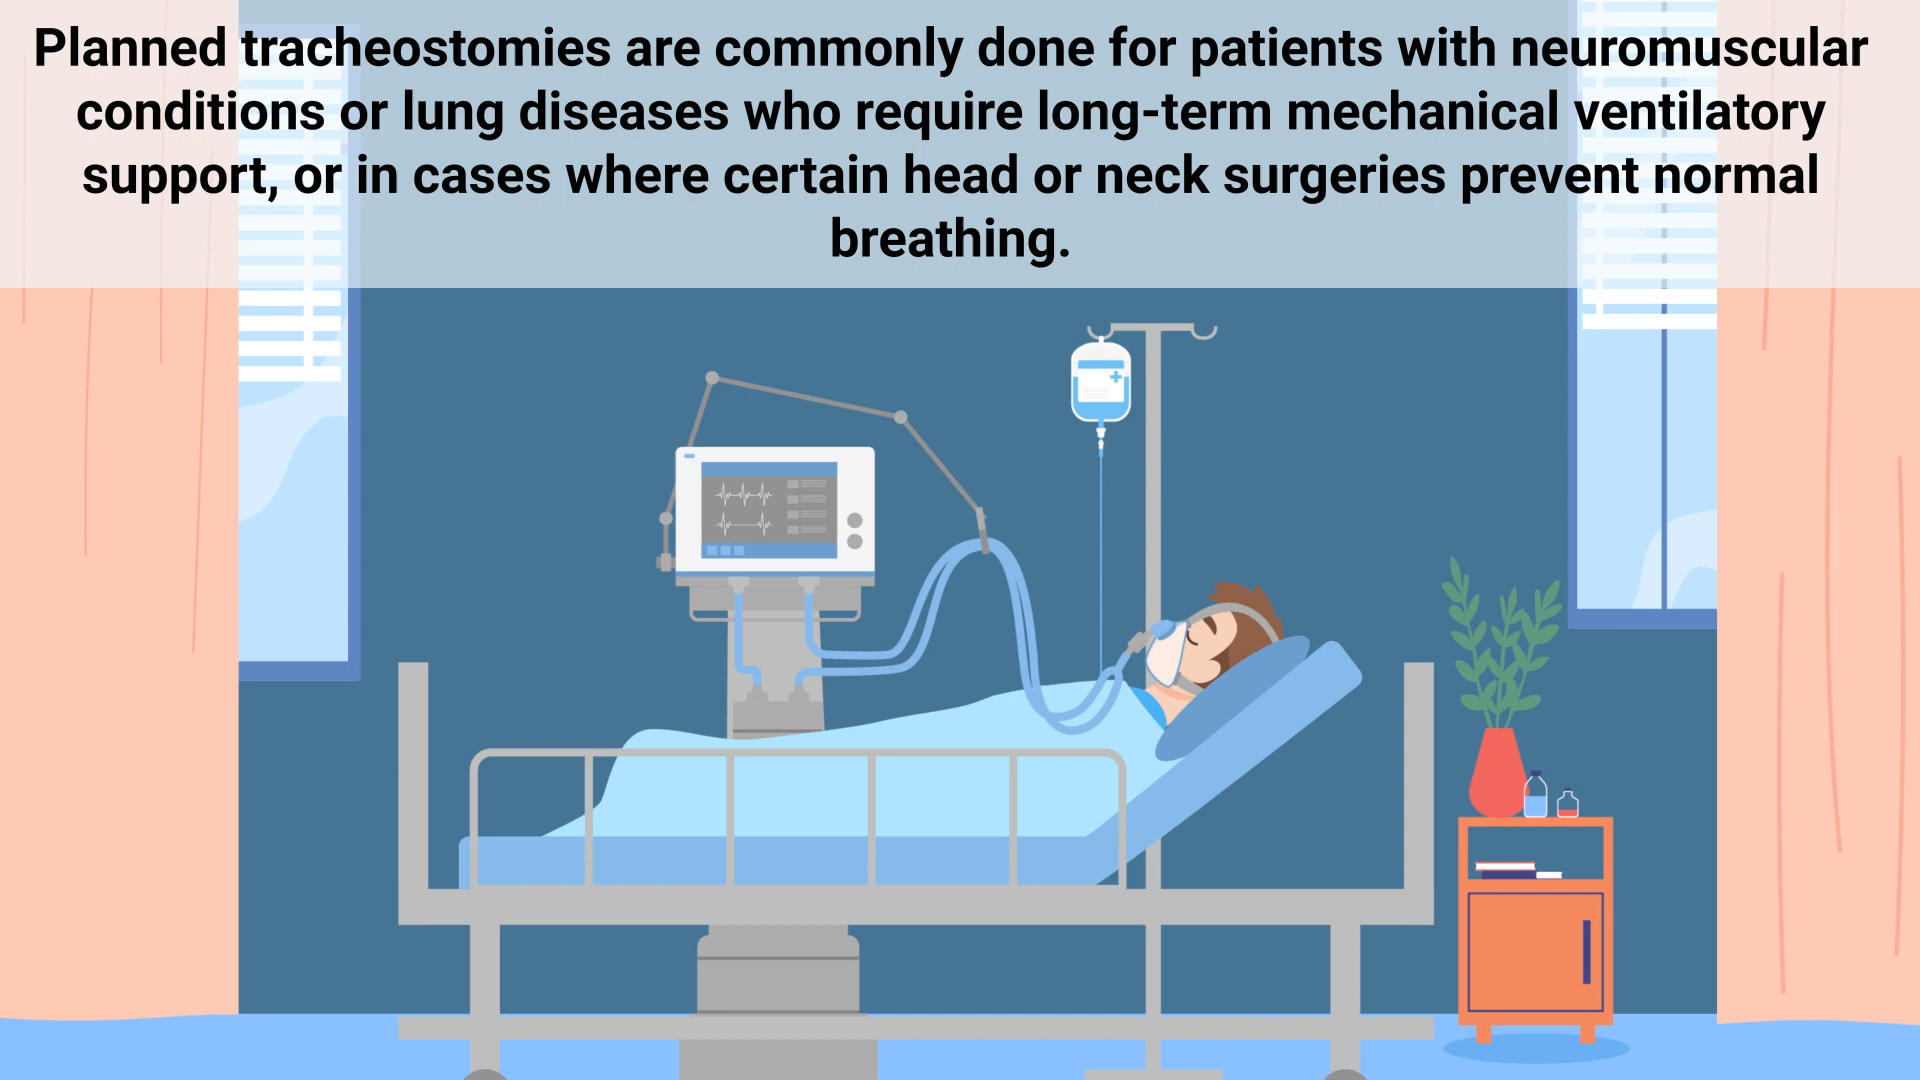 Planned tracheostomies are commonly done for patients with neuromuscular
conditions or lung diseases who require long-term mechanical ventilatory
support, or in cases where certain head or neck surgeries prevent normal
breathing.